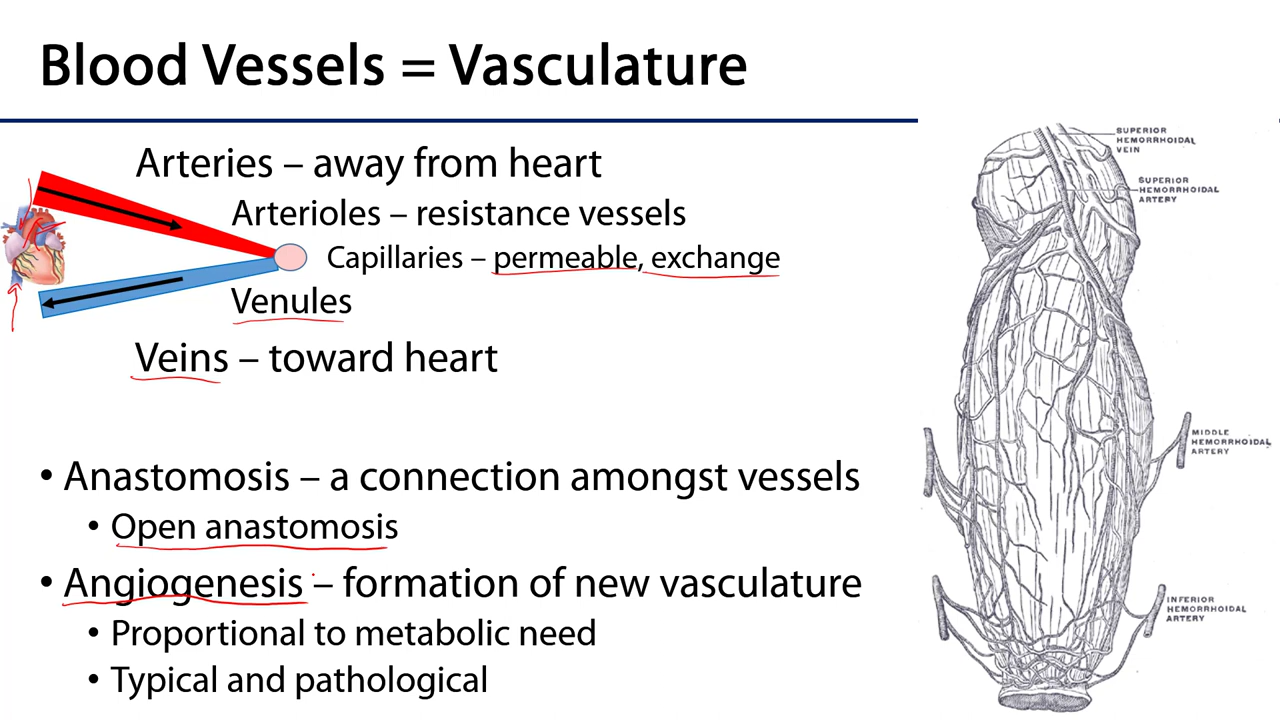 Blood Vessels = Vasculature
Arteries – away from heart
Arterioles – resistance vessels
Capillaries – permeable, exchange
Venules
Veins – toward heart
• Anastomosis – a connection amongst vessels
• Open anastomosis
• Angiogenesis – formation of new vasculature
• Proportional to metabolic need
• Typical and pathological
SUPERIOR
HEMORRHOIDAL
VEIN
SUPERIOR
HEMORRHOIDAL
ARTERY
MIDDLE
HEMORRHOIDAL
ARTERY
INFERIOR
HEMORRHOIDAL
ARTERY